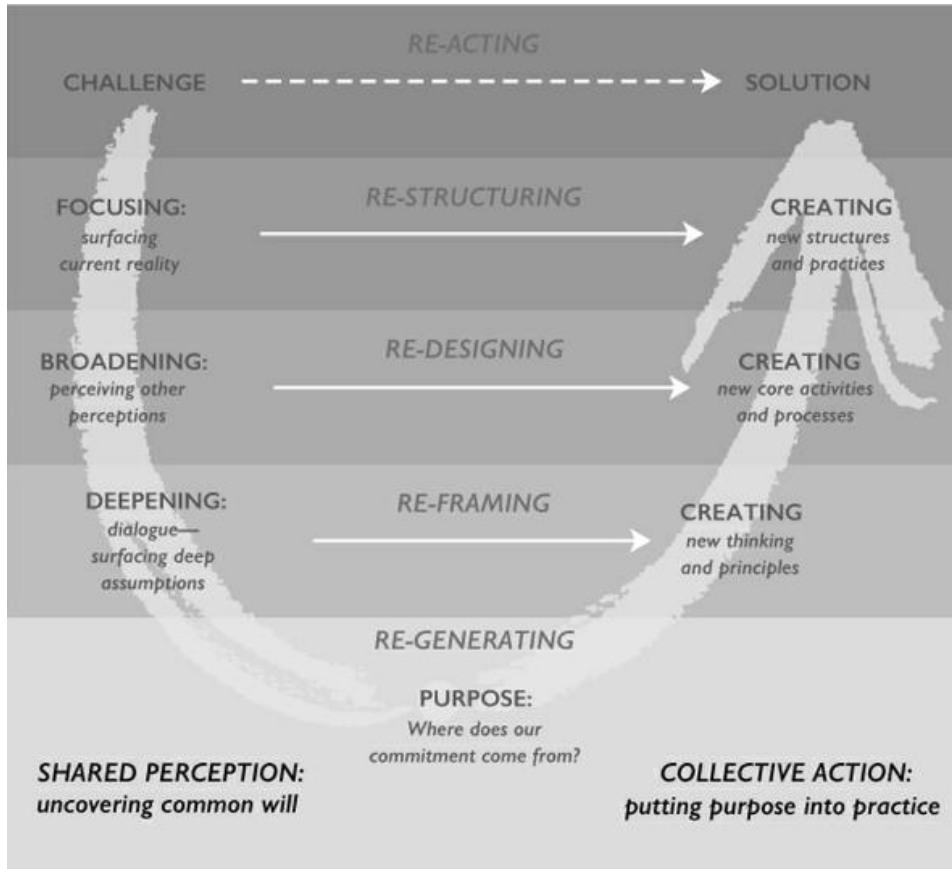 RE-ACTING
CHALLENGE
SOLUTION
RE-STRUCTURING
FOCUSING:
surfacing
current reality
CREATING
new structures
and practices
RE-DESIGNING
BROADENING:
perceiving other
perceptions
CREATING
new core activities
and processes
RE-FRAMING
DEEPENING:
dialogue—
surfacing deep
assumptions
CREATING
new thinking
and principles
RE-GENERATING
PURPOSE:
Where does our
commitment come from?
SHARED PERCEPTION:
uncovering common will
COLLECTIVE ACTION:
putting purpose into practice